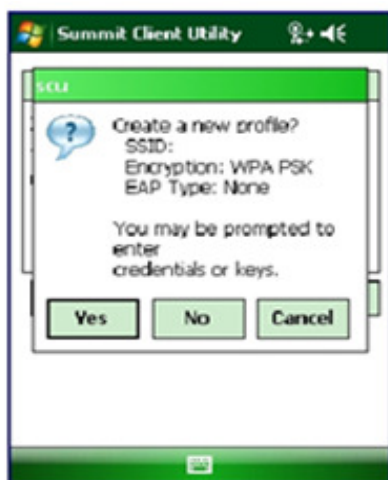 Summit Client Utility
scu
Create a new profile?
SSID:
Encryption: WPA PSK
EAP Type: None
You may be prompted to
enter
credentials or keys.
Yes
No
Cancel